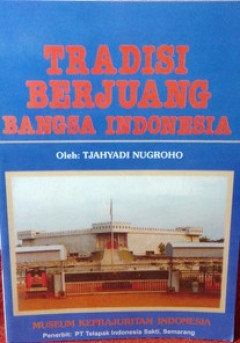 TRADISI
BERJUANG
BANGSA INDONESIA
Oleh: TJAHYADI NUGROHO
MUSEUM KEPRAJURITAN INDONESIA
Penerbit: PT Telapak Indonesia Sakti, Semarang